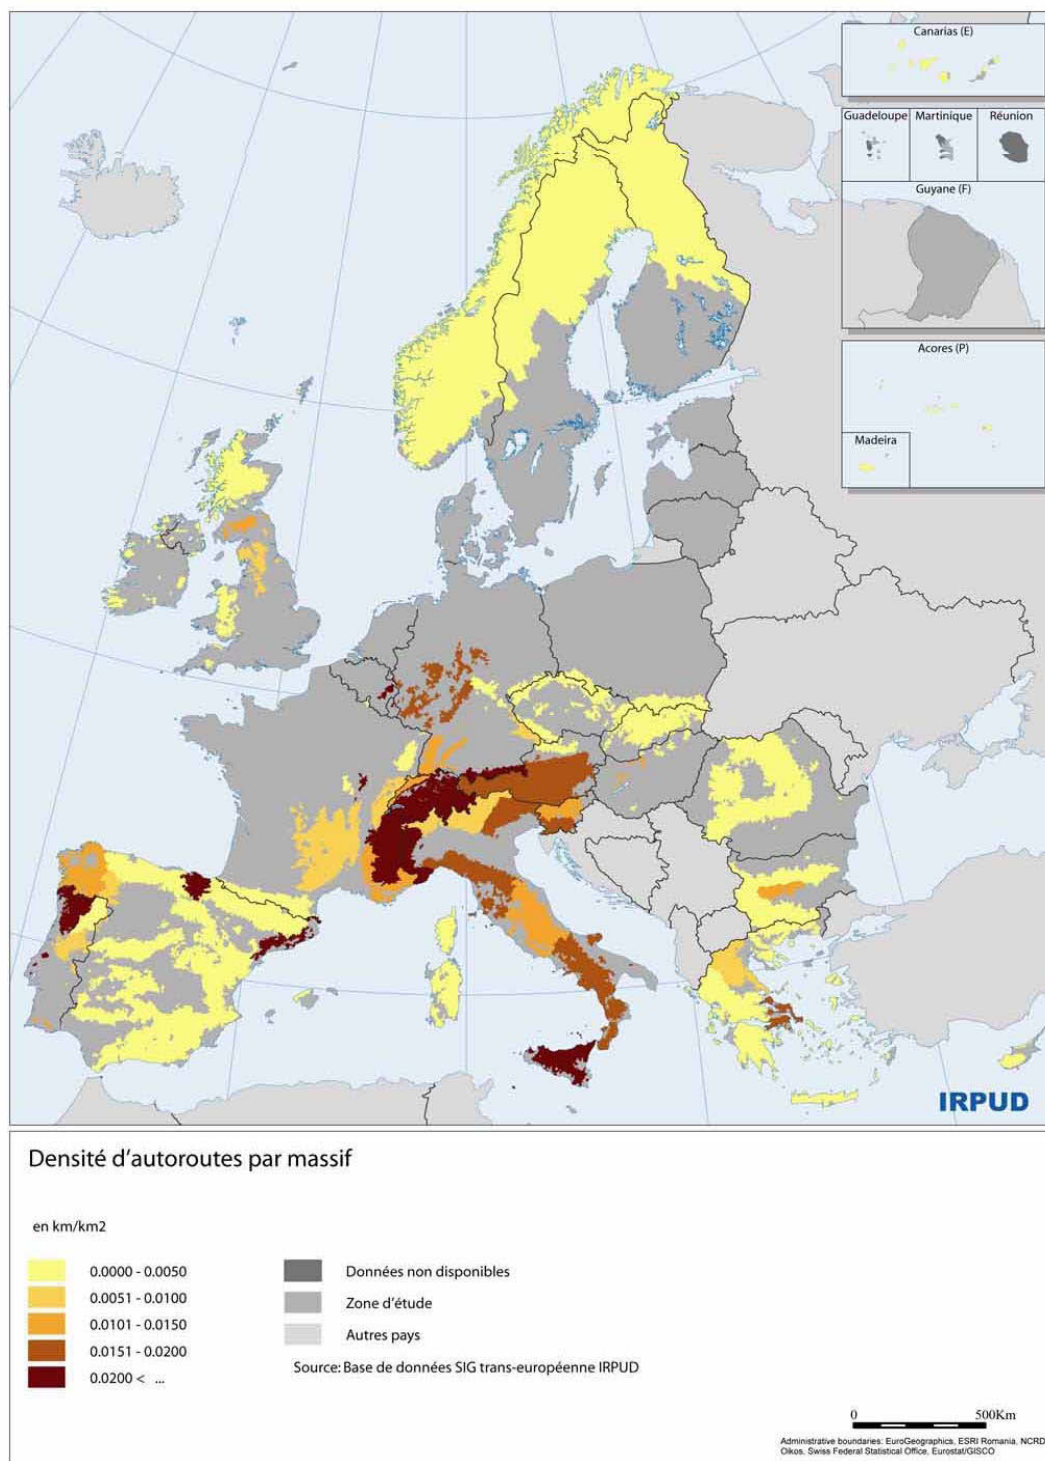 Canarias (E)
Guadeloupe
Martinique
Réunion
Guyane (F)
Acores (P)
Madeira
IRPUD
Densité d'autoroutes par massif
en km/km2
0.0000 - 0.0050
0.0051 - 0.0100
0.0101 - 0.0150
0.0151 - 0.0200
0.0200 < ...
Données non disponibles
Zone d'étude
Autres pays
Source: Base de données SIG trans-européenne IRPUD
0 500Km
Administrative boundaries: EuroGeographics, ESRI Romania, NCRD
Oikos, Swiss Federal Statistical Office, Eurostat/GISCO